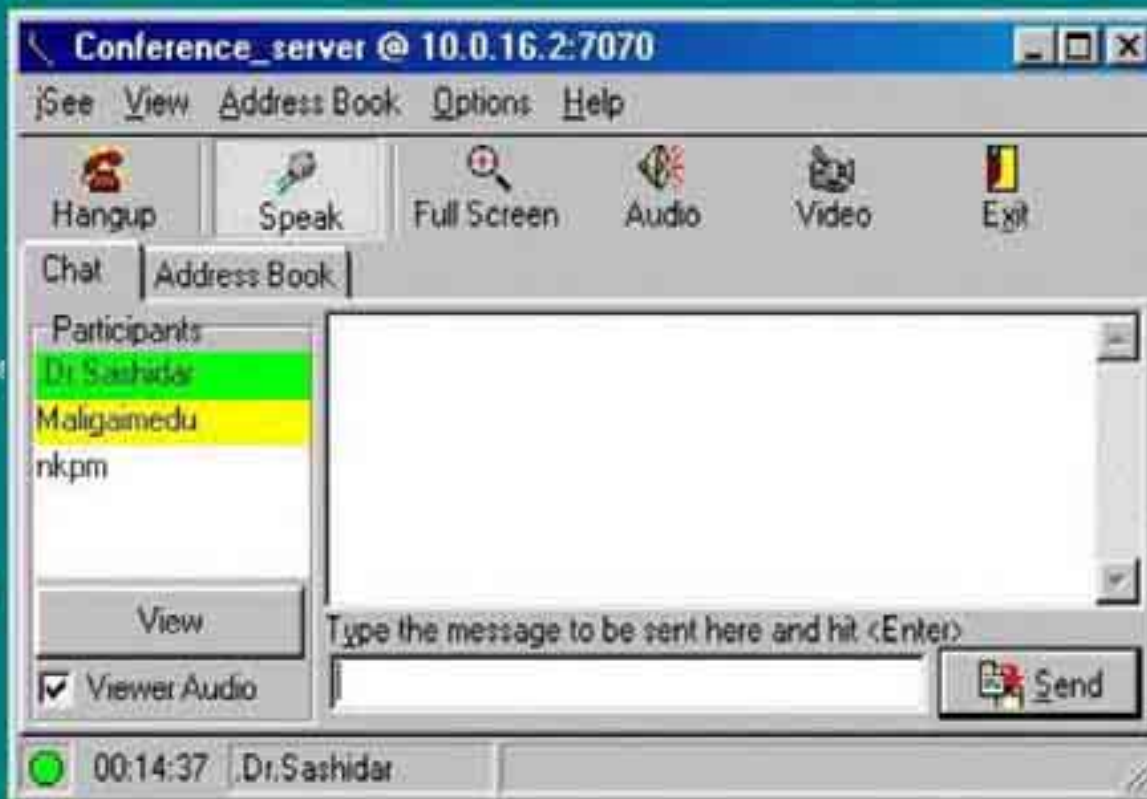 Conference_server @ 10.0.16.2:7070
jSee View Address Book Options Help
Hangup Speak Full Screen Audio Video Exit
Chat Address Book
Participants
.Dr.Sashidar
Maligaimedu
nkpm
View
Type the message to be sent here and hit <Enter>
Viewer Audio
Send
00:14:37 .Dr.Sashidar